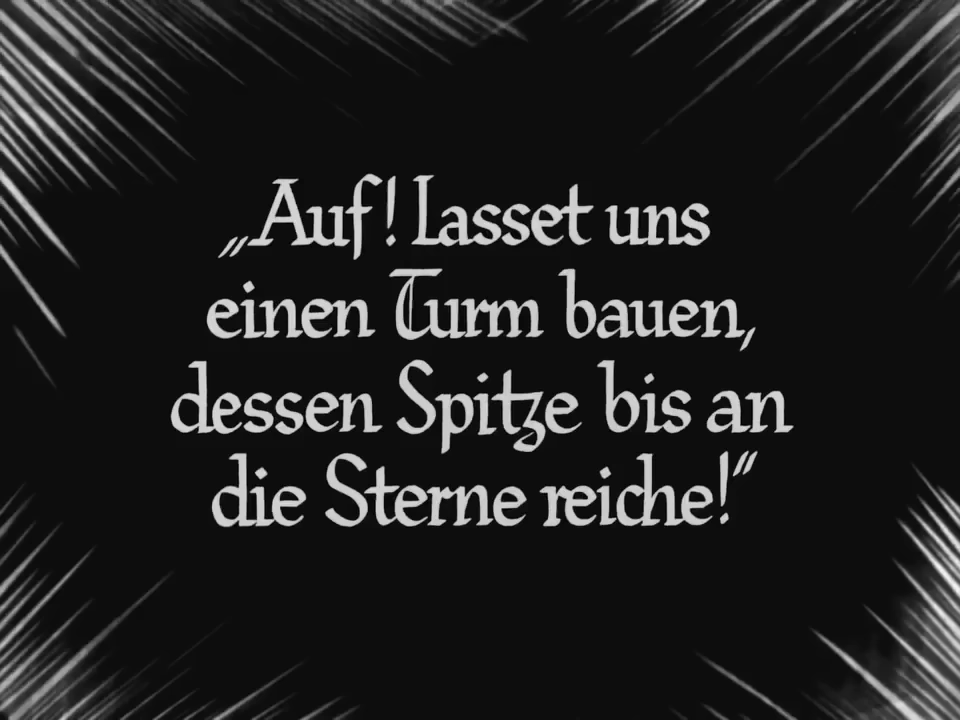 „Auf! Lasset uns
einen Turm bauen,
dessen Spitze bis an
die Sterne reiche!“